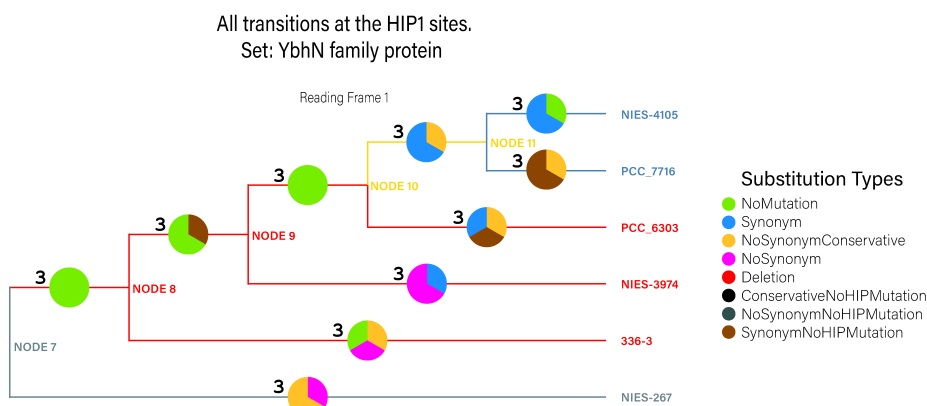 All transitions at the HIP1 sites.
Set: YbhN family protein
Reading Frame 1
3
NIES-4105
3
NODE 11
3
PCC_7716
3
NODE 10
3
PCC_6303
3
NODE 9
3
NIES-3974
3
NODE 8
3
336-3
NODE 7
3
NIES-267
Substitution Types
NoMutation
Synonym
NoSynonymConservative
NoSynonym
Deletion
ConservativeNoHIPMutation
NoSynonymNoHIPMutation
SynonymNoHIPMutation